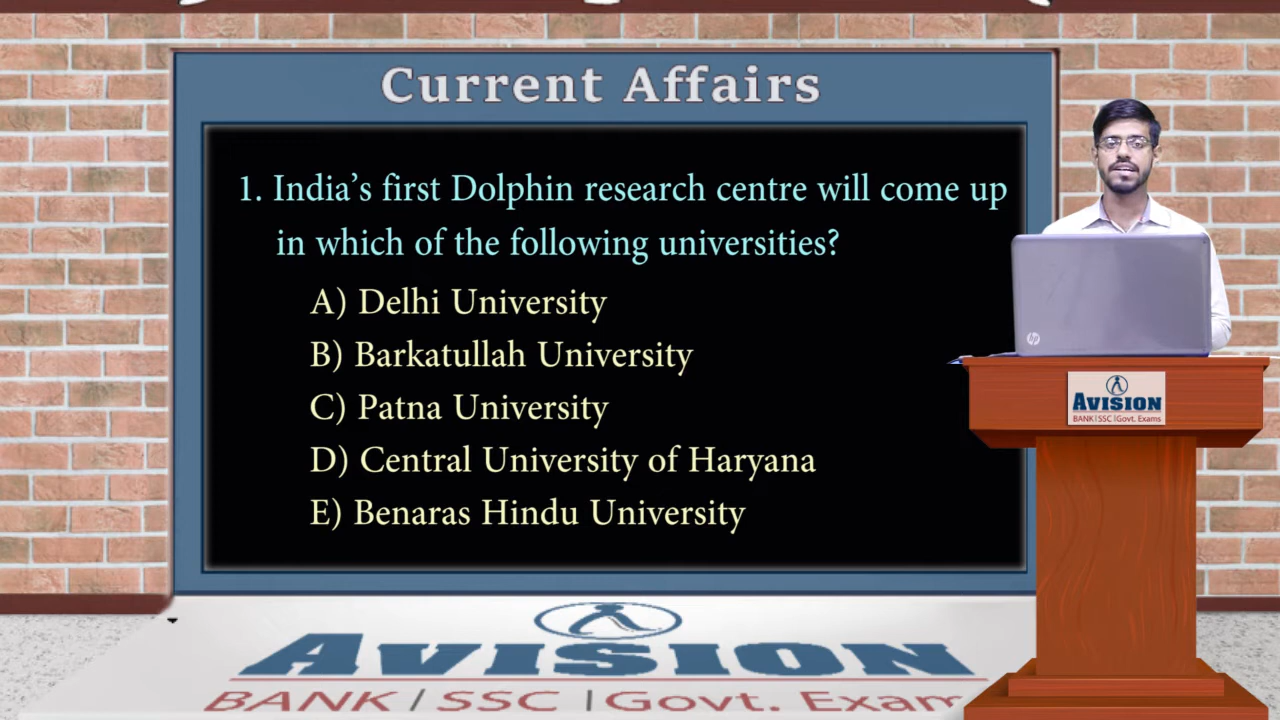 Current Affairs
1. India's first Dolphin research centre will come up
in which of the following universities?
A) Delhi University
B) Barkatullah University
C) Patna University
D) Central University of Haryana
E) Benaras Hindu University
hp
AVISION
BANK|SSC|Govt. Exams
AVISION
BANK | SSC | Govt. Exam